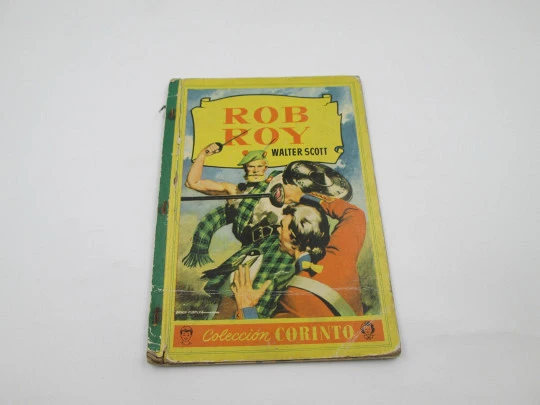 ROB
ROY
WALTER SCOTT
Colección CORINTO